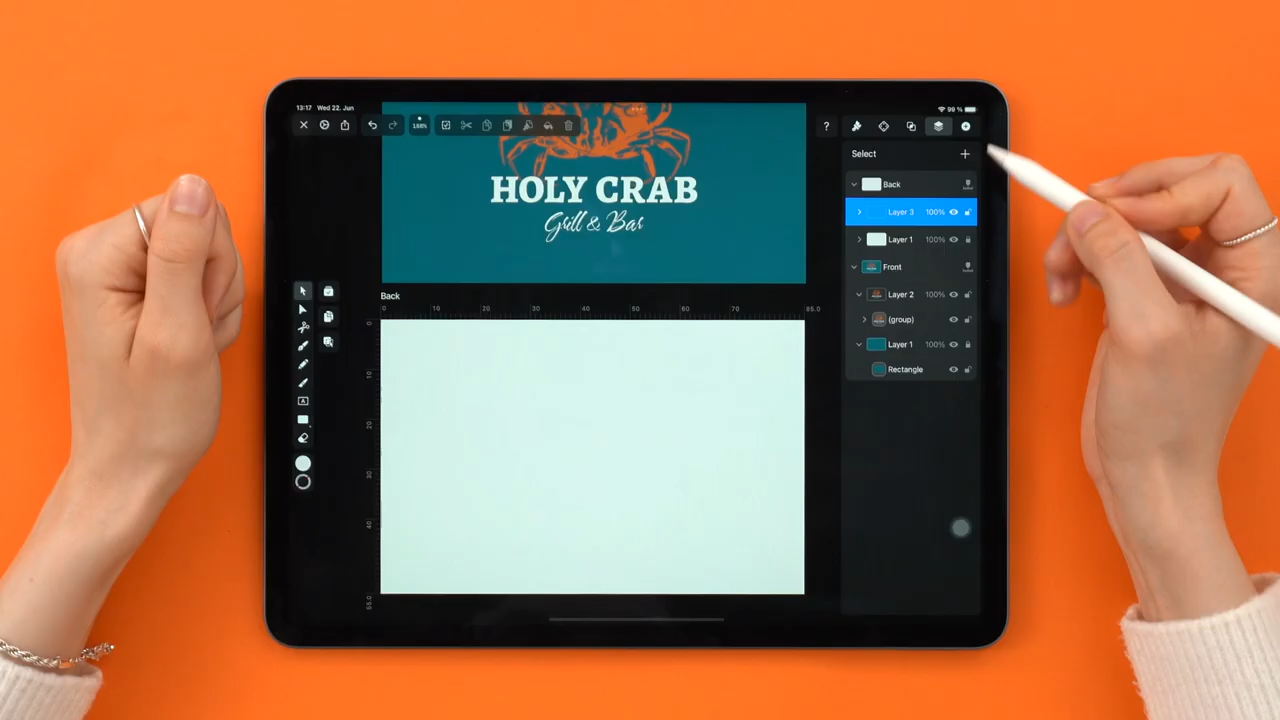 13:17 Wed 22. Jun
99 %
188%
?
Select
Back
Layer 3 100%
Layer 1 100%
Front
Layer 2 100%
(group)
Layer 1 100%
Rectangle
HOLY CRAB
Grill & Bar
Back
0 10 20 30 40 50 60 70 85.0
0
10
20
30
40
55.0
A